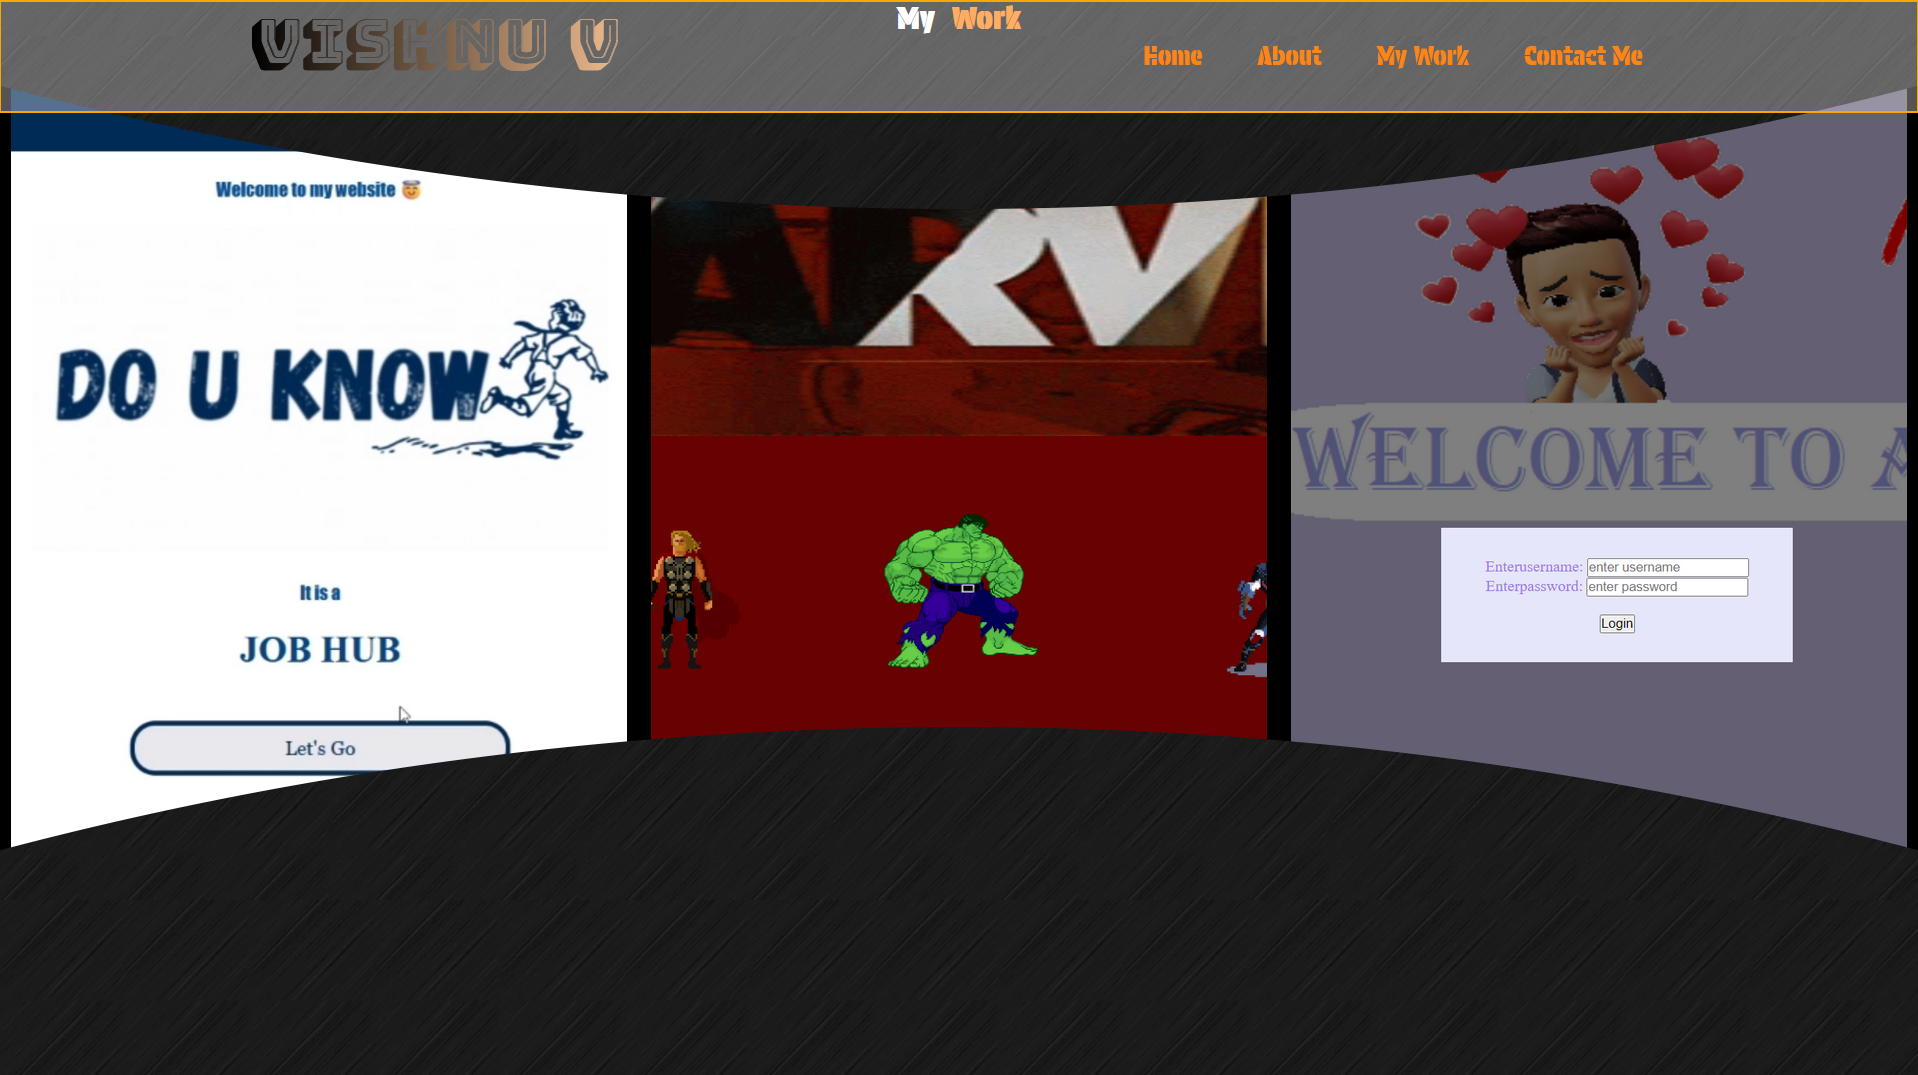 My Work
VISHNU V
Home About My Work Contact Me
Welcome to my website
DO U KNOW
It is a
JOB HUB
Let's Go
ARV
WELCOME TO A
Enterusername: enter username
Enterpassword: enter password
Login